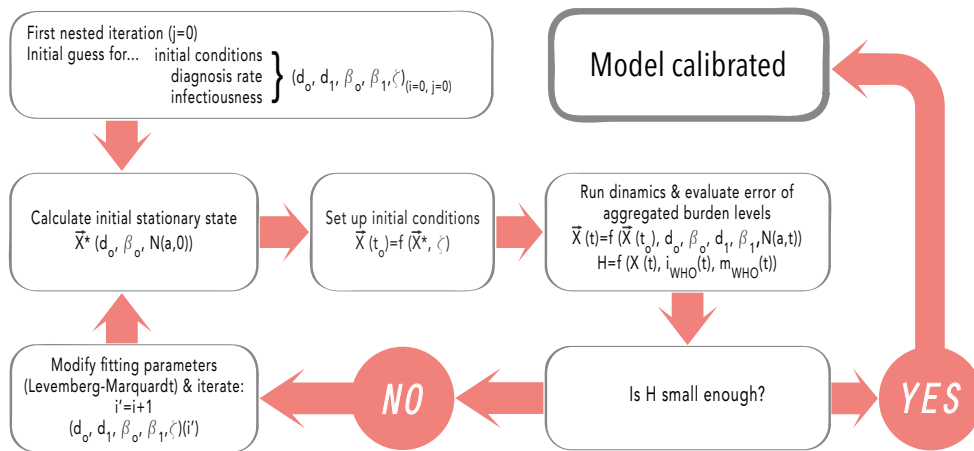 First nested iteration (j=0)
Initial guess for... initial conditions
diagnosis rate
infectiousness
} (d₀, d₁, β₀, β₁,ζ)(i=0, j=0)
Model calibrated
Calculate initial stationary state
X⃗* (d₀, β₀, N(a,0))
Set up initial conditions
X⃗ (t₀)=f (X⃗*, ζ)
Run dinamics & evaluate error of
aggregated burden levels
X⃗ (t)=f (X⃗ (t₀), d₀, β₀, d₁, β₁,N(a,t))
H=f (X (t), i_WHO(t), m_WHO(t))
Modify fitting parameters
(Levemberg-Marquardt) & iterate:
i'=i+1
(d₀, d₁, β₀, β₁,ζ)(i')
NO
Is H small enough?
YES